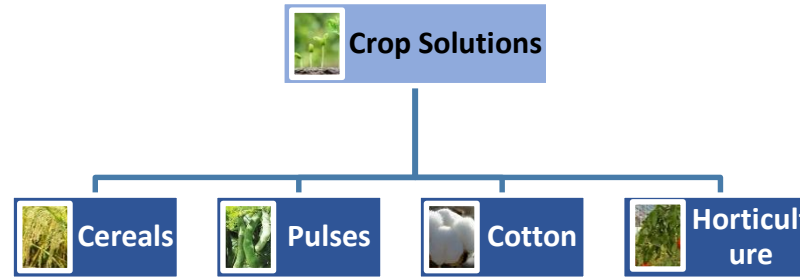 Crop Solutions
Cereals
Pulses
Cotton
Horticult
ure